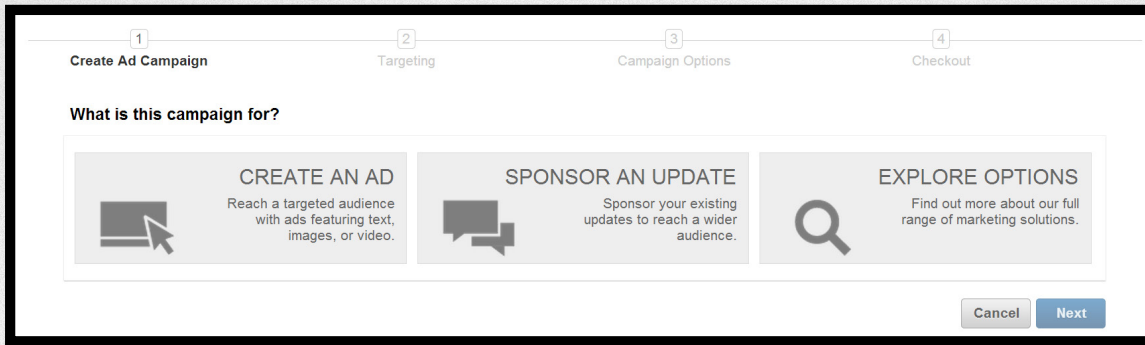 1
Create Ad Campaign
2
Targeting
3
Campaign Options
4
Checkout
What is this campaign for?
CREATE AN AD
Reach a targeted audience
with ads featuring text,
images, or video.
SPONSOR AN UPDATE
Sponsor your existing
updates to reach a wider
audience.
EXPLORE OPTIONS
Find out more about our full
range of marketing solutions.
Cancel
Next